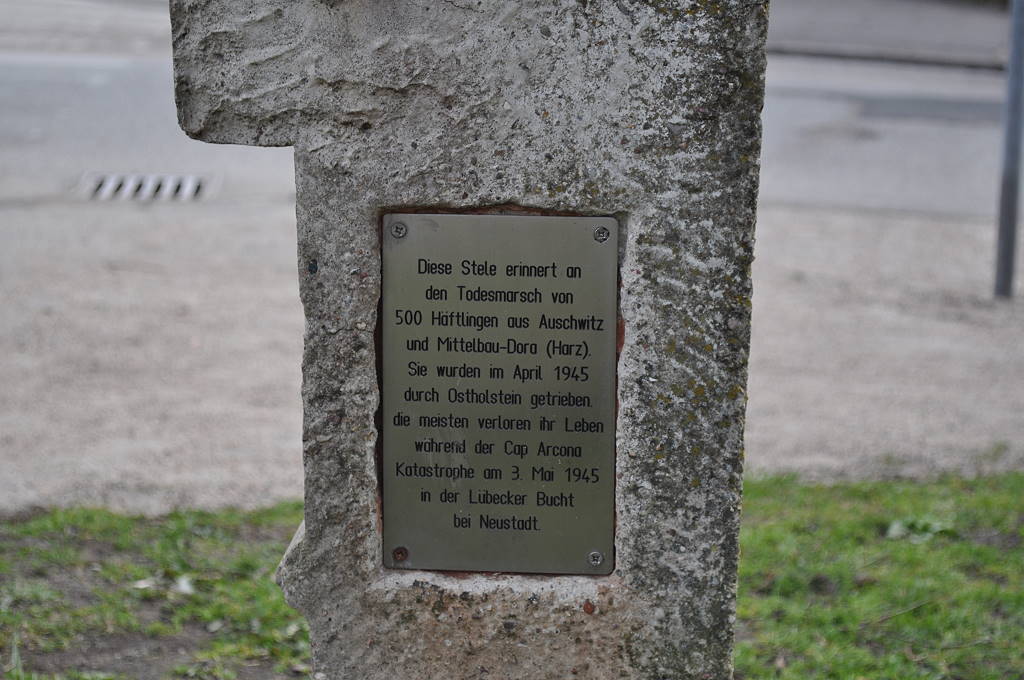 Diese Stele erinnert an
den Todesmarsch von
500 Häftlingen aus Auschwitz
und Mittelbau-Dora (Harz).
Sie wurden im April 1945
durch Ostholstein getrieben.
die meisten verloren ihr Leben
während der Cap Arcona
Katastrophe am 3. Mai 1945
in der Lübecker Bucht
bei Neustadt.